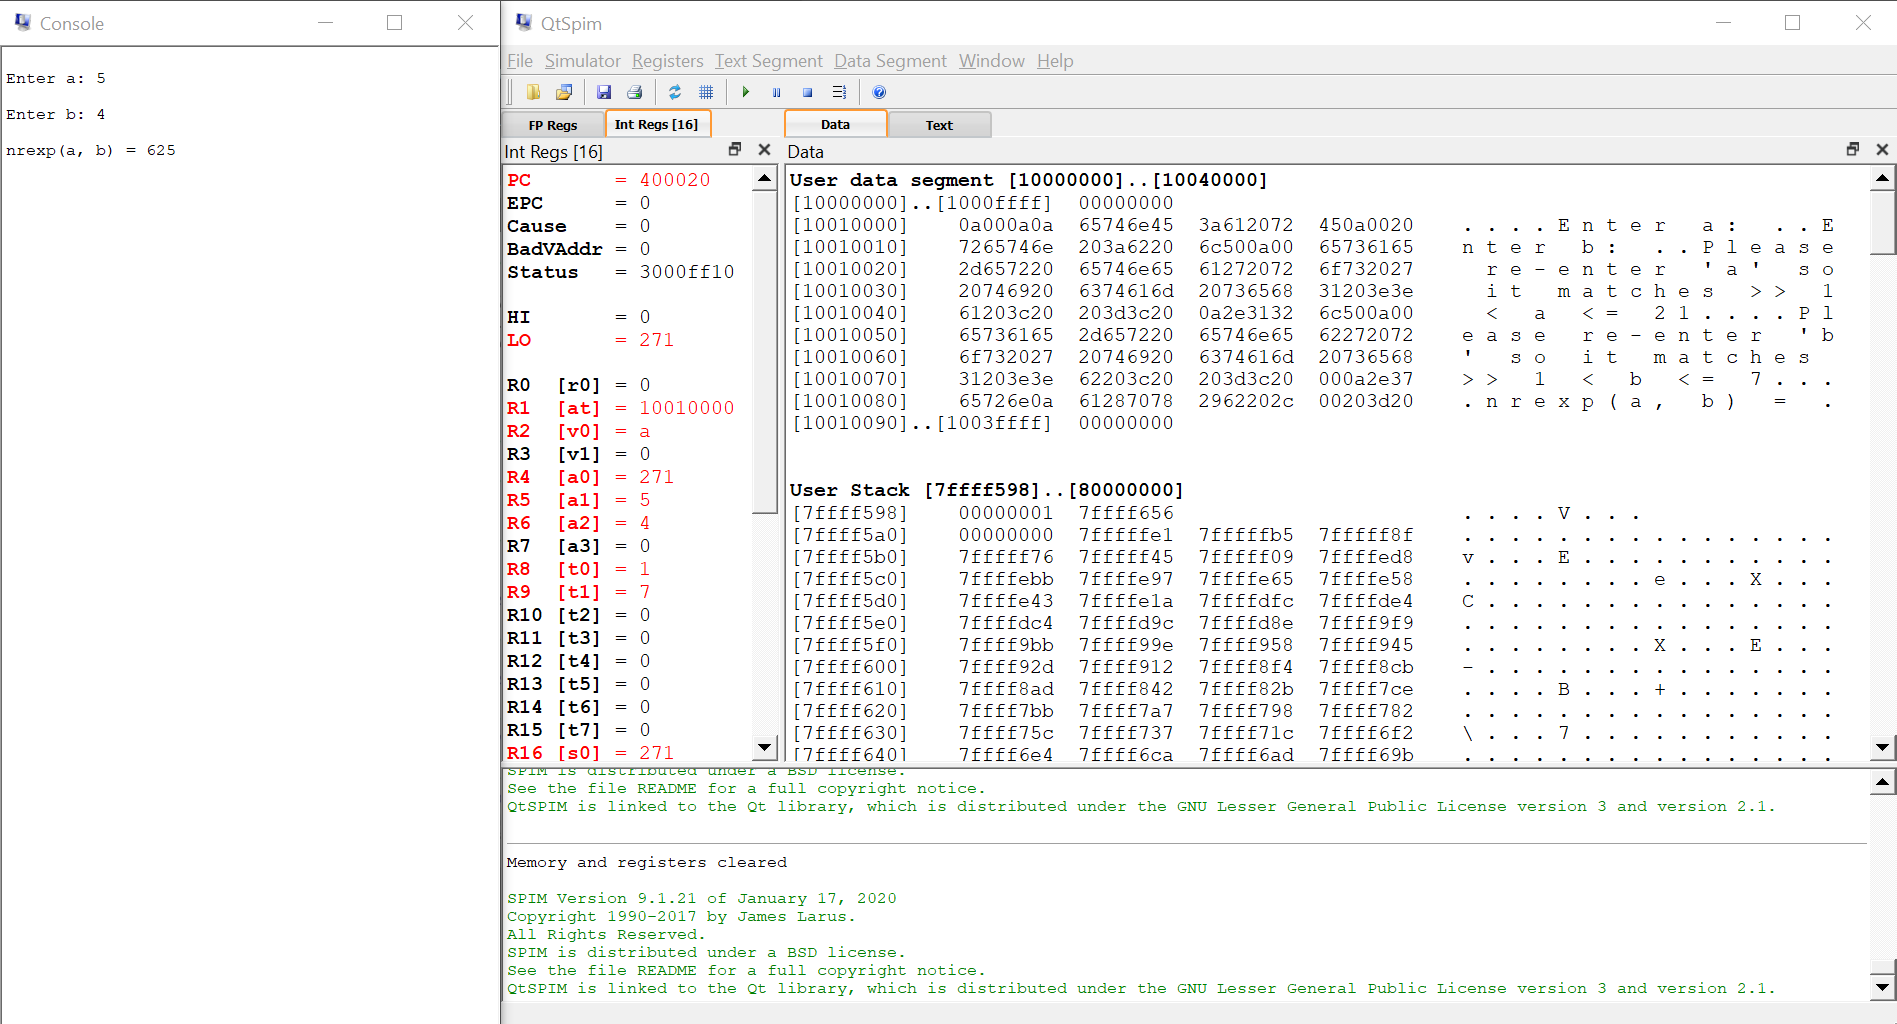 Console
Enter a: 5
Enter b: 4
nrexp(a, b) = 625
QtSpim
File Simulator Registers Text Segment Data Segment Window Help
FP Regs Int Regs [16]
Int Regs [16]
PC = 400020
EPC = 0
Cause = 0
BadVAddr = 0
Status = 3000ff10
HI = 0
LO = 271
R0 [r0] = 0
R1 [at] = 10010000
R2 [v0] = a
R3 [v1] = 0
R4 [a0] = 271
R5 [a1] = 5
R6 [a2] = 4
R7 [a3] = 0
R8 [t0] = 1
R9 [t1] = 7
R10 [t2] = 0
R11 [t3] = 0
R12 [t4] = 0
R13 [t5] = 0
R14 [t6] = 0
R15 [t7] = 0
R16 [s0] = 271
Data Text
Data
User data segment [10000000]..[10040000]
[10000000]..[1000ffff] 00000000
[10010000] 0a000a0a 65746e45 3a612072 450a0020 . . . . E n t e r   a :   . . E
[10010010] 7265746e 203a6220 6c500a00 65736165 n t e r   b :   . . P l e a s e
[10010020] 2d657220 65746e65 61272072 6f732027   r e - e n t e r   ' a '   s o
[10010030] 20746920 6374616d 20736568 31203e3e   i t   m a t c h e s   > >   1
[10010040] 61203c20 203d3c20 0a2e3132 6c500a00   <   a   < =   2 1 . . . . P l
[10010050] 65736165 2d657220 65746e65 62272072 e a s e   r e - e n t e r   ' b
[10010060] 6f732027 20746920 6374616d 20736568 '   s o   i t   m a t c h e s
[10010070] 31203e3e 62203c20 203d3c20 000a2e37 > >   1   <   b   < =   7 . . .
[10010080] 65726e0a 61287078 2962202c 00203d20 . n r e x p ( a ,   b )   =   .
[10010090]..[1003ffff] 00000000
User Stack [7ffff598]..[80000000]
[7ffff598] 00000001 7ffff656 . . . . V . . .
[7ffff5a0] 00000000 7fffffe1 7fffffb5 7fffff8f . . . . . . . . . . . . . . . .
[7ffff5b0] 7fffff76 7fffff45 7fffff09 7ffffed8 v . . . E . . . . . . . . . . .
[7ffff5c0] 7ffffebb 7ffffe97 7ffffe65 7ffffe58 . . . . . . . . e . . . X . . .
[7ffff5d0] 7ffffe43 7ffffe1a 7ffffdfc 7ffffde4 C . . . . . . . . . . . . . . .
[7ffff5e0] 7ffffdc4 7ffffd9c 7ffffd8e 7ffff9f9 . . . . . . . . . . . . . . . .
[7ffff5f0] 7ffff9bb 7ffff99e 7ffff958 7ffff945 . . . . . . . . X . . . E . . .
[7ffff600] 7ffff92d 7ffff912 7ffff8f4 7ffff8cb - . . . . . . . . . . . . . . .
[7ffff610] 7ffff8ad 7ffff842 7ffff82b 7ffff7ce . . . . B . . . + . . . . . . .
[7ffff620] 7ffff7bb 7ffff7a7 7ffff798 7ffff782 . . . . . . . . . . . . . . . .
[7ffff630] 7ffff75c 7ffff737 7ffff71c 7ffff6f2 \ . . . 7 . . . . . . . . . . .
[7ffff640] 7ffff6e4 7ffff6ca 7ffff6ad 7ffff69b . . . . . . . . . . . . . . . .
SPIM is distributed under a BSD license.
See the file README for a full copyright notice.
QtSPIM is linked to the Qt library, which is distributed under the GNU Lesser General Public License version 3 and version 2.1.
Memory and registers cleared
SPIM Version 9.1.21 of January 17, 2020
Copyright 1990-2017 by James Larus.
All Rights Reserved.
SPIM is distributed under a BSD license.
See the file README for a full copyright notice.
QtSPIM is linked to the Qt library, which is distributed under the GNU Lesser General Public License version 3 and version 2.1.